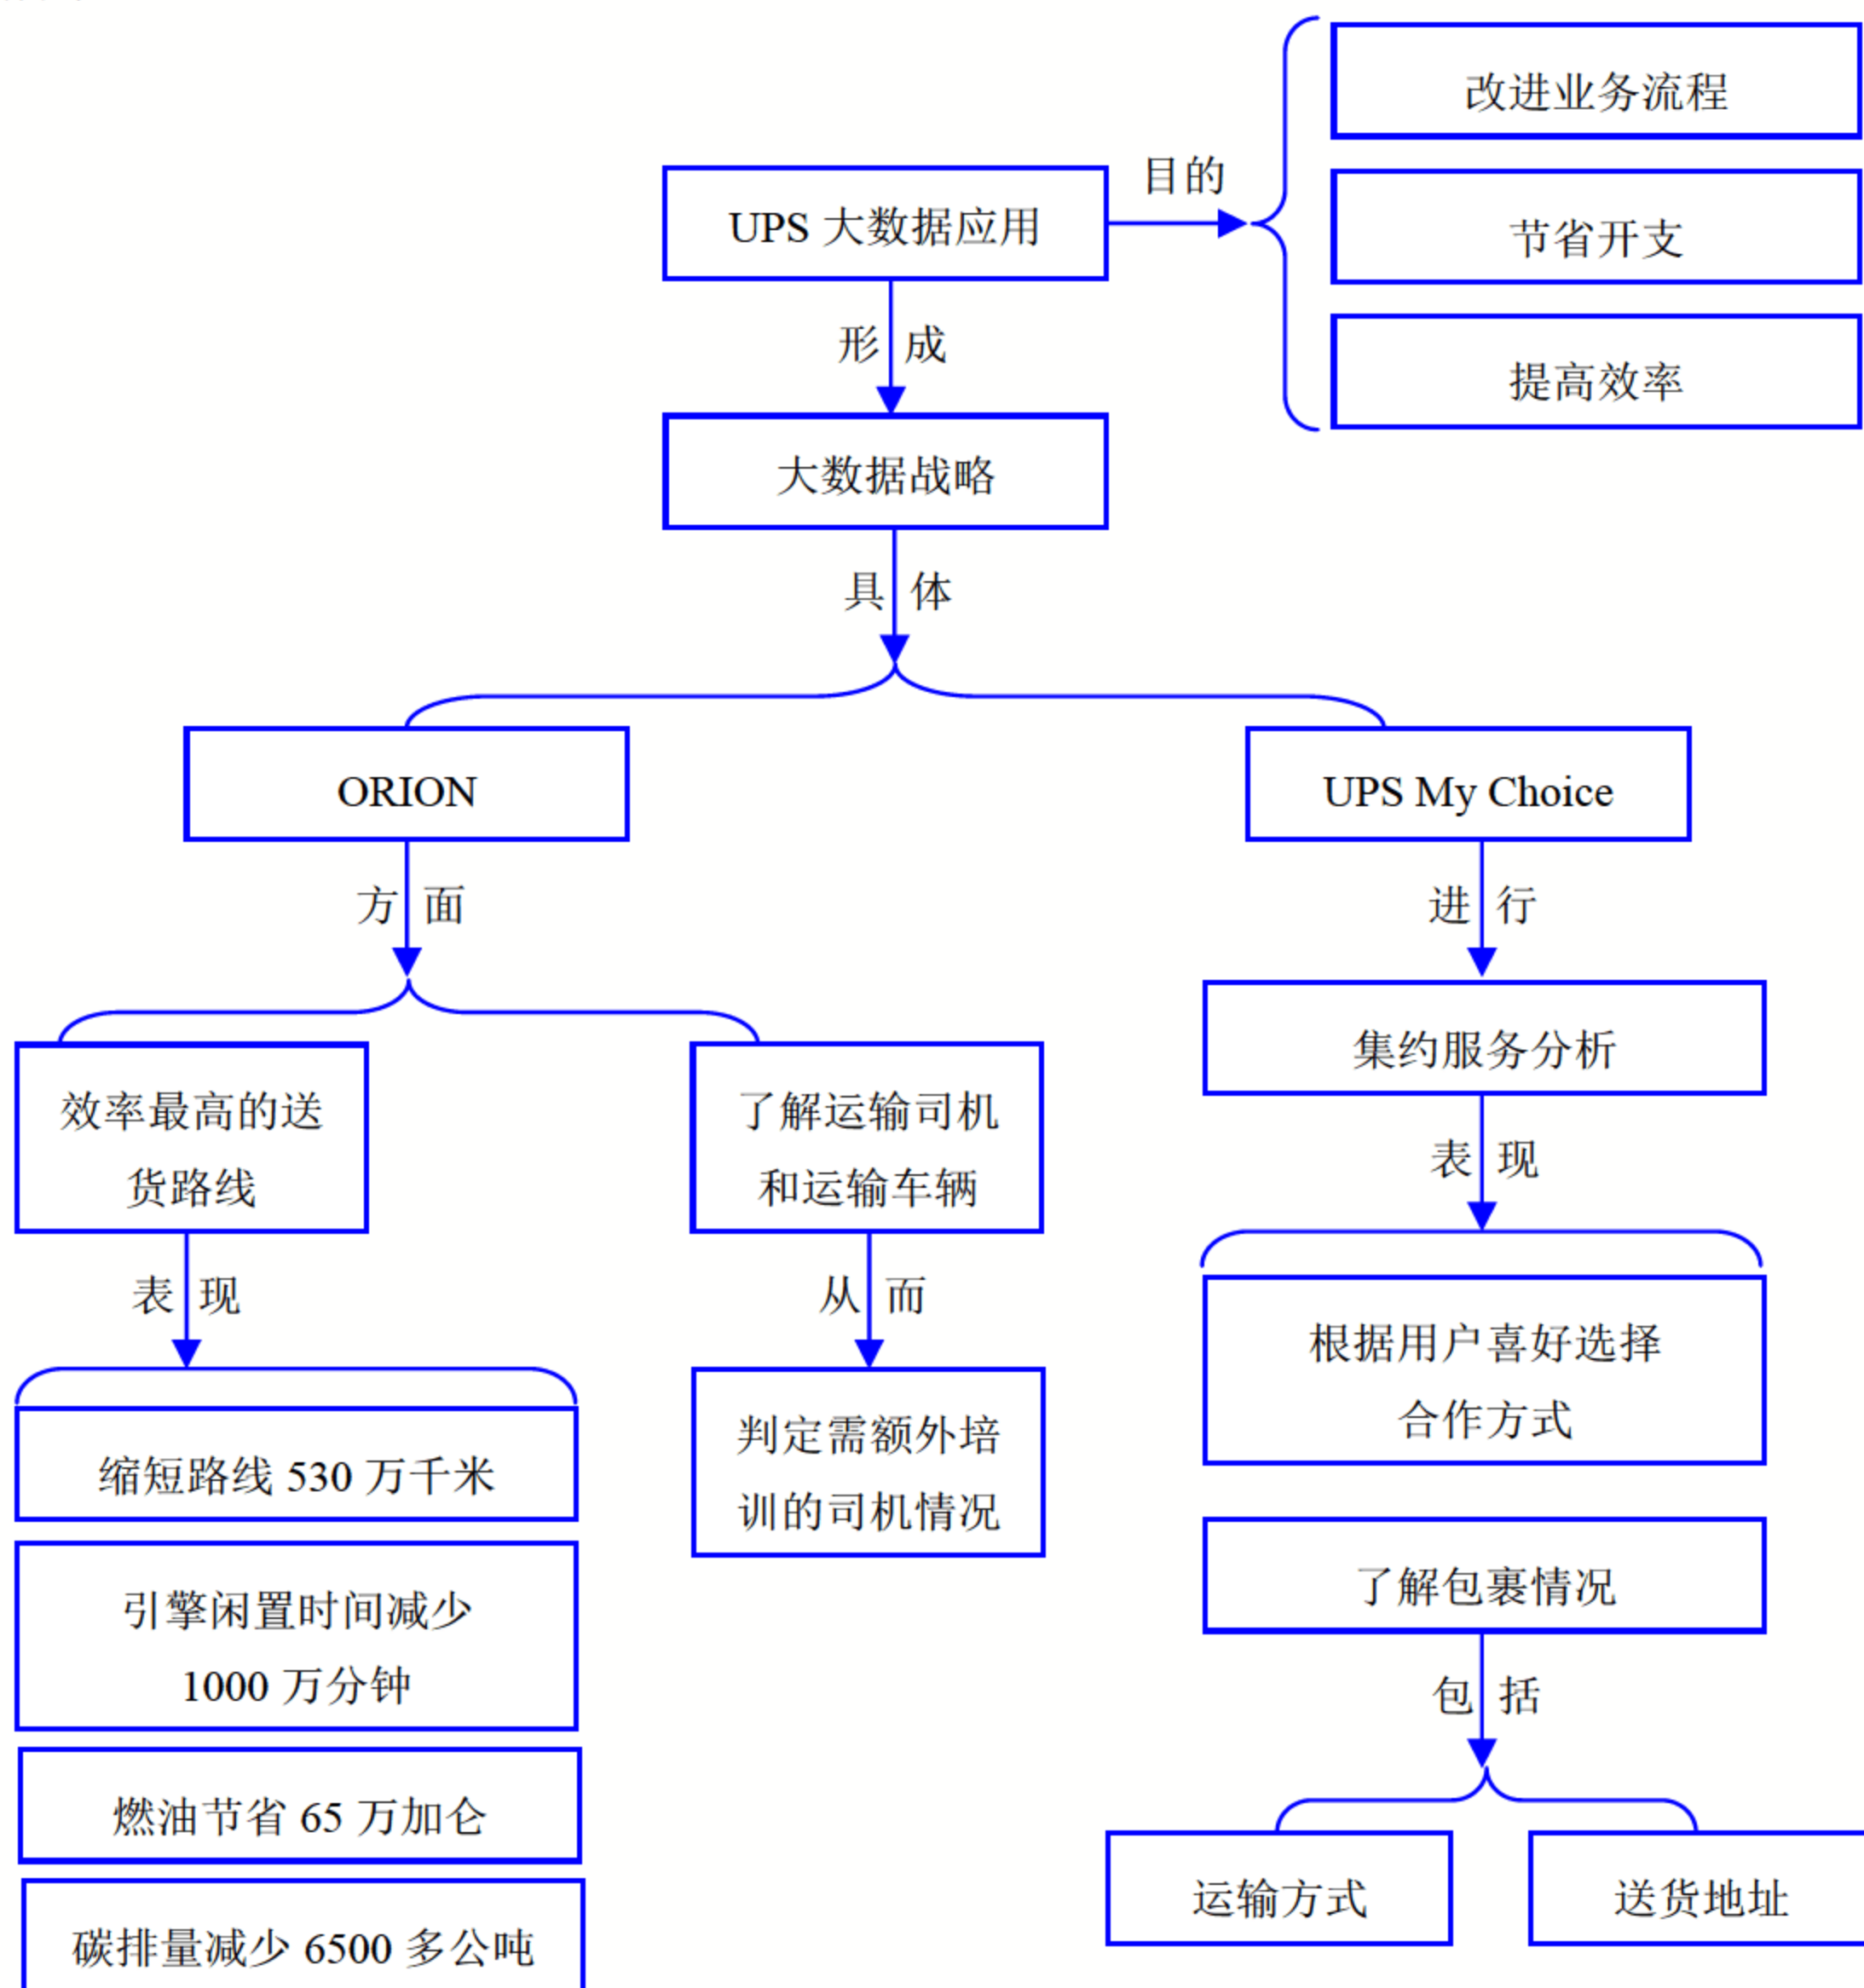 改进业务流程
目的
UPS 大数据应用
节省开支
形成
提高效率
大数据战略
具体
ORION
UPS My Choice
方面
进行
集约服务分析
效率最高的送
货路线
了解运输司机
和运输车辆
表现
表现
从而
根据用户喜好选择
合作方式
缩短路线 530 万千米
判定需额外培
训的司机情况
引擎闲置时间减少
1000 万分钟
了解包裹情况
包括
燃油节省 65 万加仑
运输方式
送货地址
碳排量减少 6500 多公吨